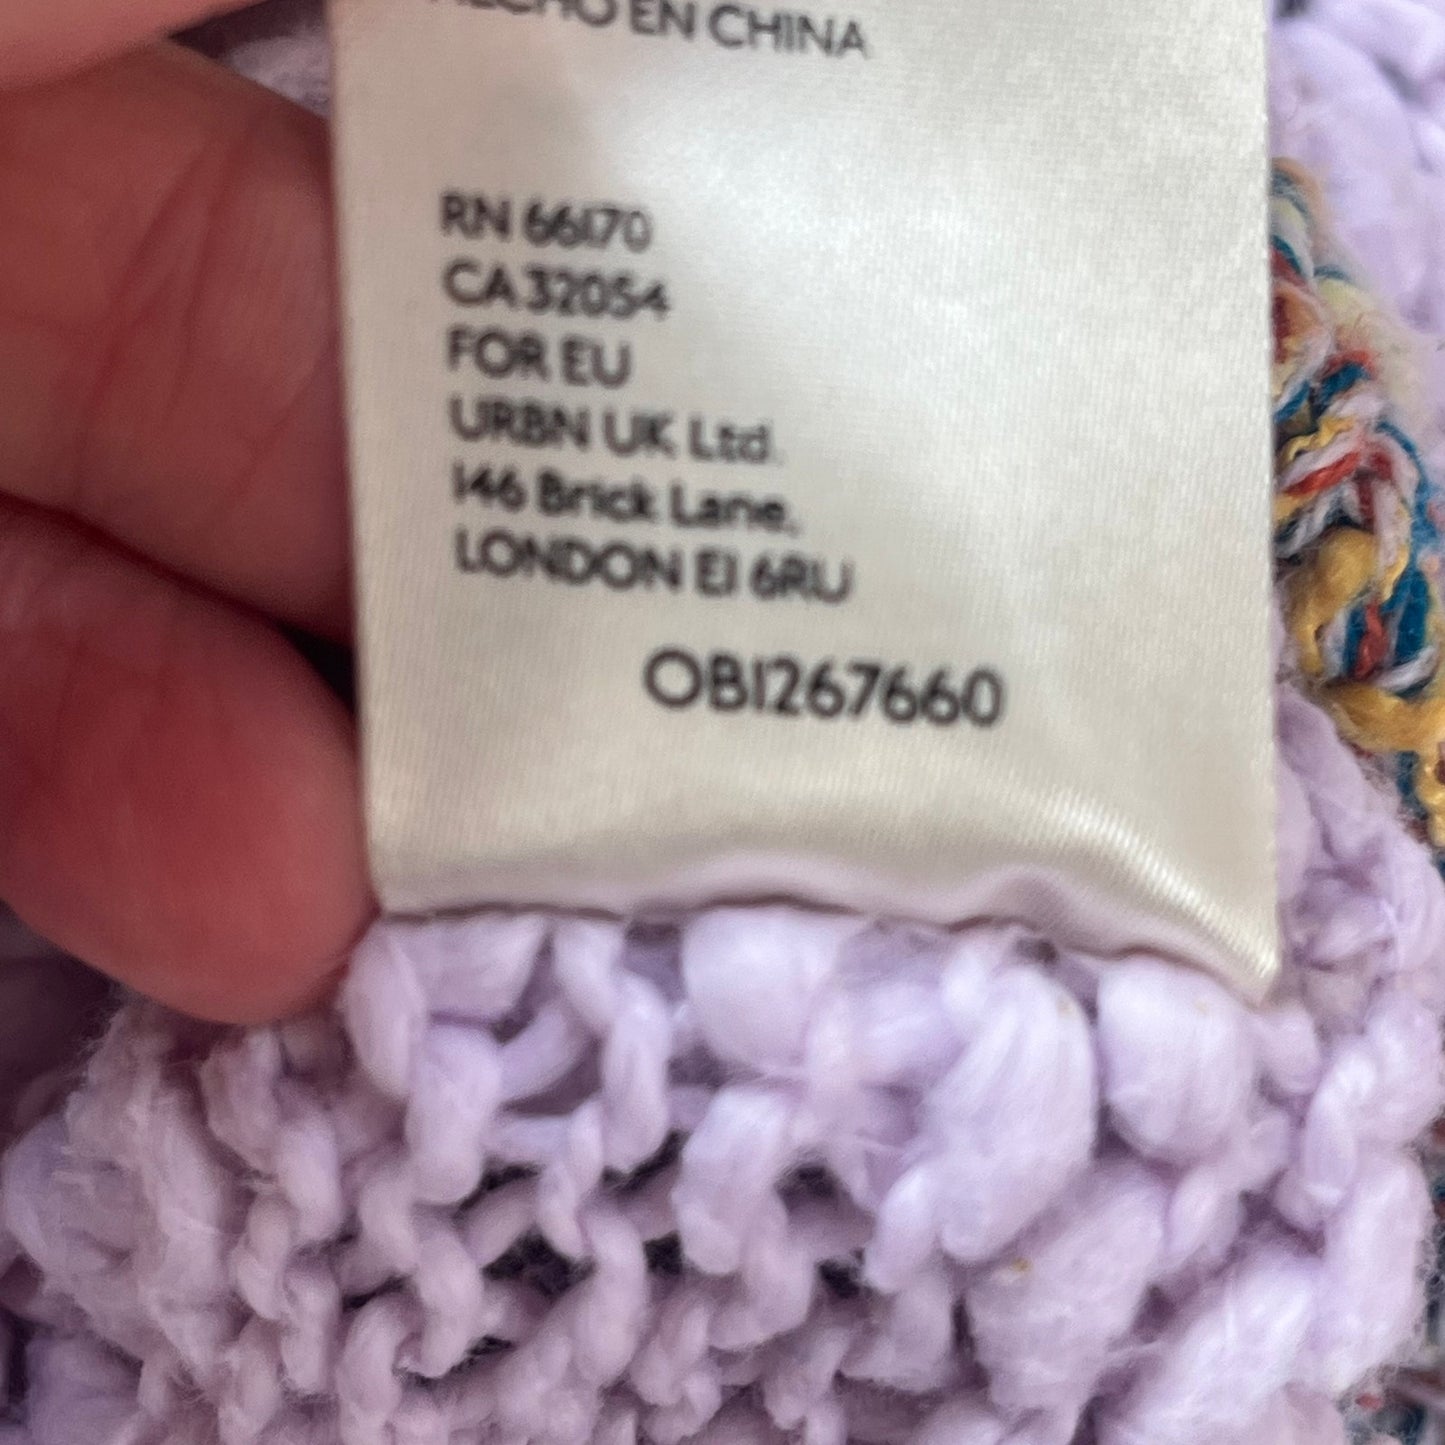 HECHO EN CHINA
RN 66170
CA 32054
FOR EU
URBN UK Ltd.
146 Brick Lane,
LONDON E1 6RU
OB1267660